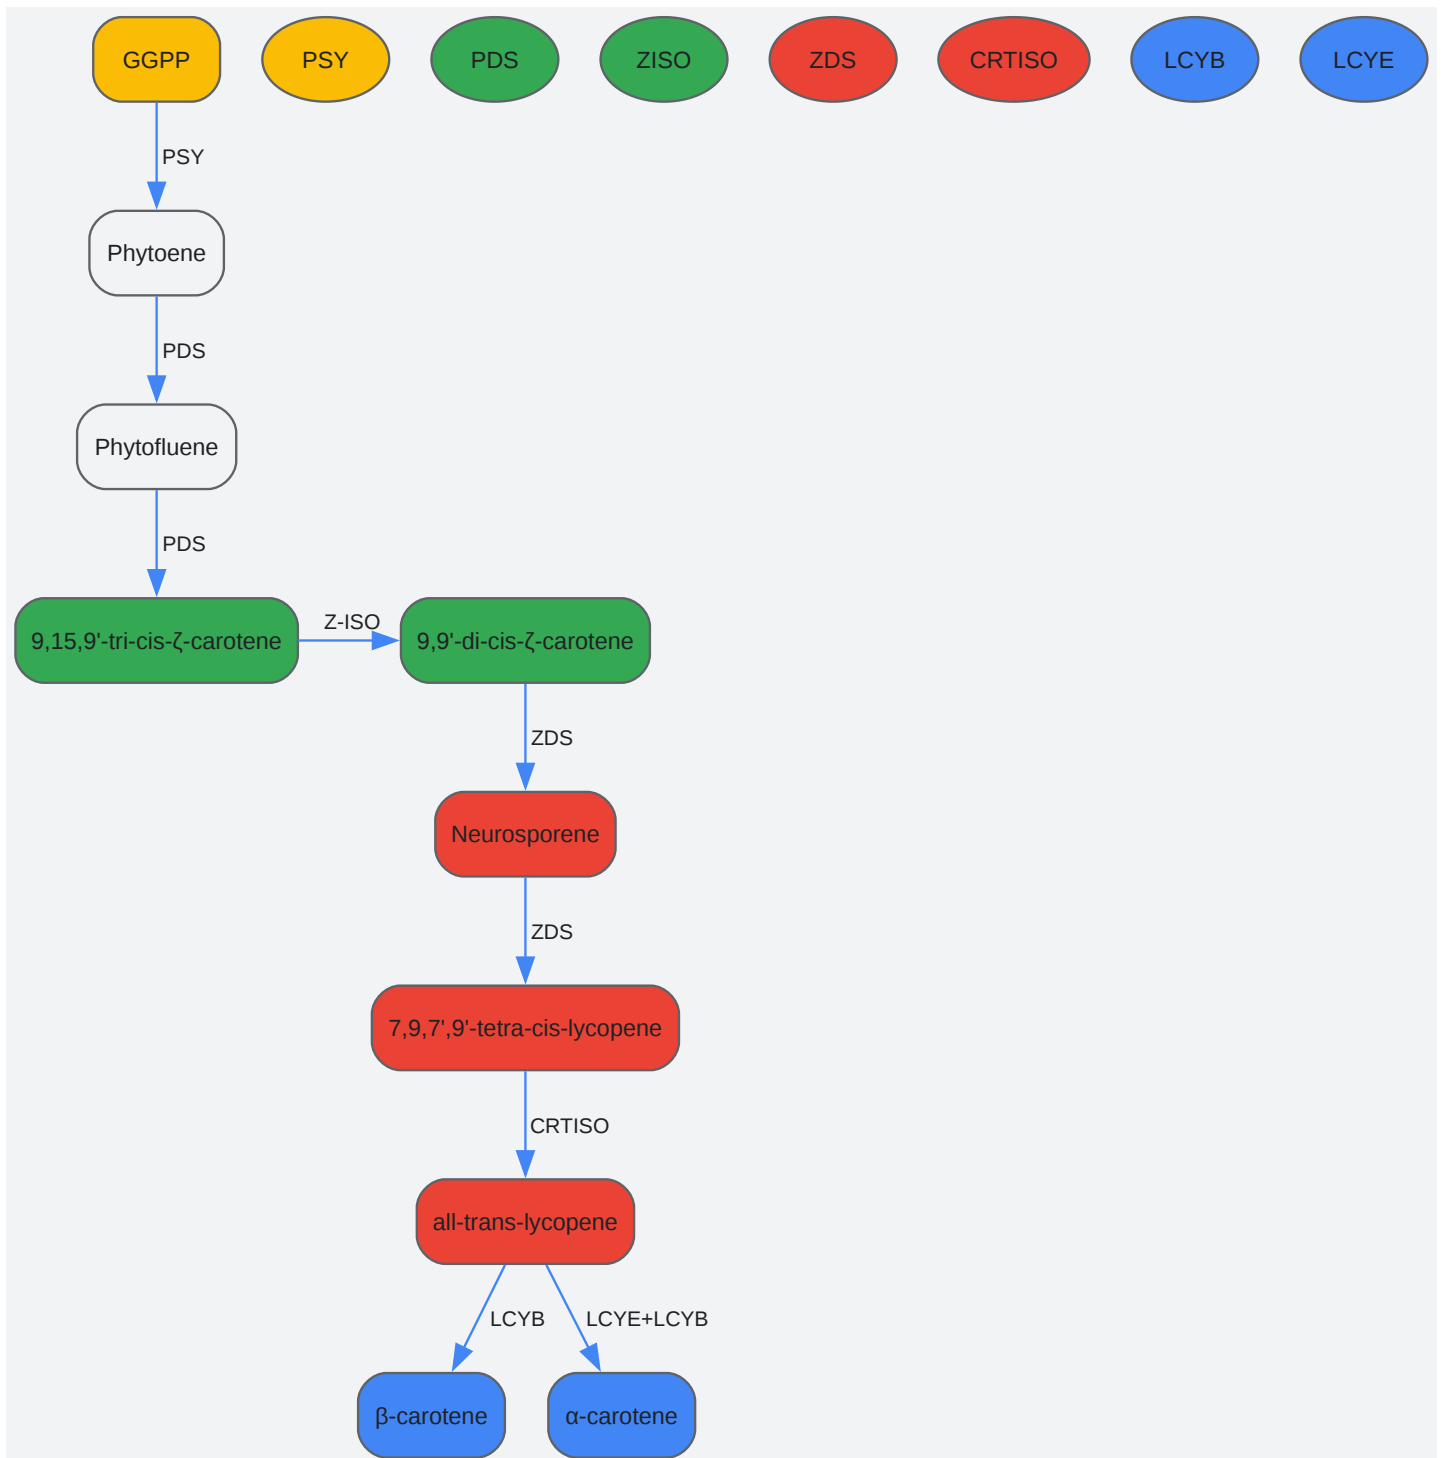 GGPP
PSY
PDS
ZISO
ZDS
CRTISO
LCYB
LCYE
PSY
Phytoene
PDS
Phytofluene
PDS
9,15,9'-tri-cis-ζ-carotene
Z-ISO
9,9'-di-cis-ζ-carotene
ZDS
Neurosporene
ZDS
7,9,7',9'-tetra-cis-lycopene
CRTISO
all-trans-lycopene
LCYB
LCYE+LCYB
β-carotene
α-carotene